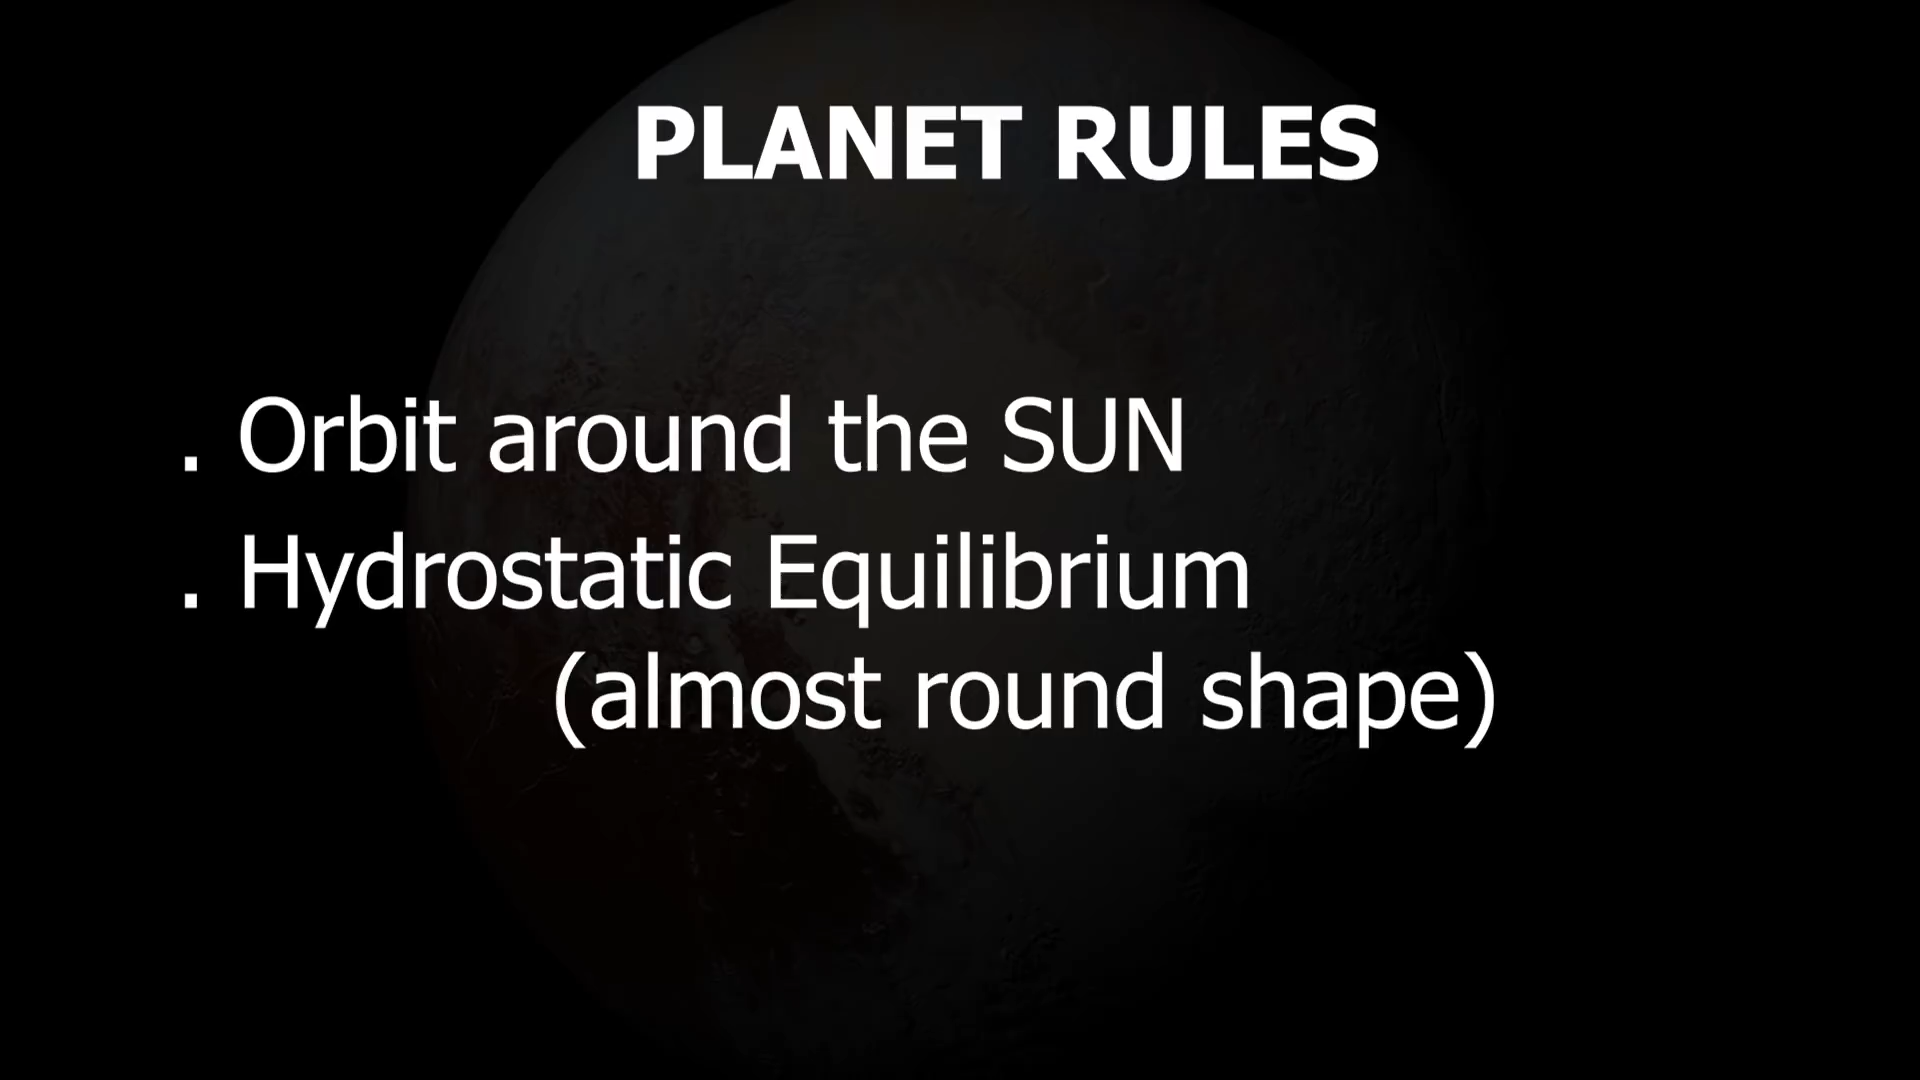 PLANET RULES
. Orbit around the SUN
. Hydrostatic Equilibrium
(almost round shape)